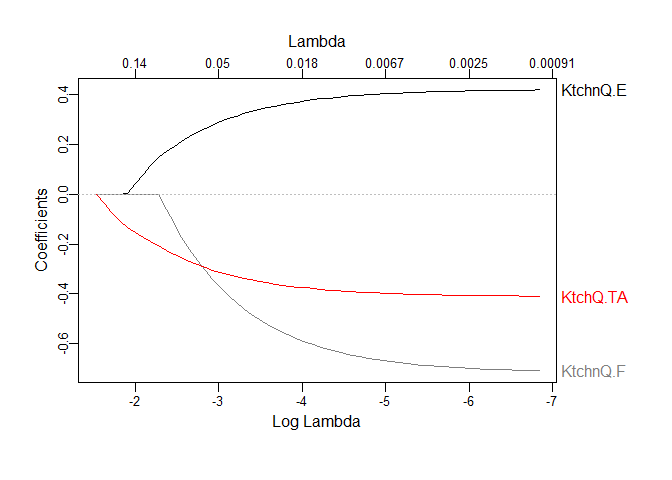 Lambda
0.14 0.05 0.018 0.0067 0.0025 0.00091
Coefficients
0.4
0.2
0.0
-0.2
-0.4
-0.6
KtchnQ.E
KtchQ.TA
KtchnQ.F
-2 -3 -4 -5 -6 -7
Log Lambda